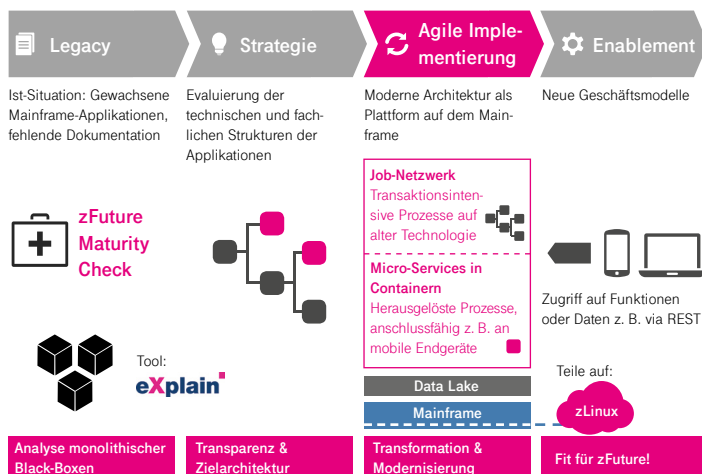 Legacy
Strategie
Agile Imple-
mentierung
Enablement
Ist-Situation: Gewachsene
Mainframe-Applikationen,
fehlende Dokumentation
Evaluierung der
technischen und fach-
lichen Strukturen der
Applikationen
Moderne Architektur als
Plattform auf dem Main-
frame
Neue Geschäftsmodelle
zFuture
Maturity
Check
Job-Netzwerk
Transaktionsinten-
sive Prozesse auf
alter Technologie
Micro-Services in
Containern
Herausgelöste Prozesse,
anschlussfähig z. B. an
mobile Endgeräte
Zugriff auf Funktionen
oder Daten z. B. via REST
Tool:
eXplain
Data Lake
Mainframe
Teile auf:
zLinux
Analyse monolithischer
Black-Boxen
Transparenz &
Zielarchitektur
Transformation &
Modernisierung
Fit für zFuture!